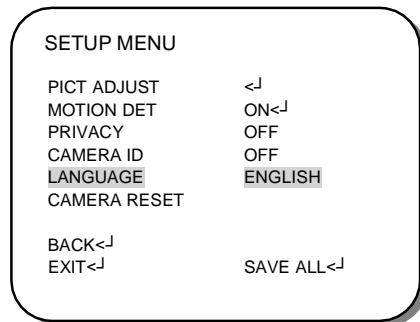 SETUP MENU
PICT ADJUST <┘
MOTION DET ON<┘
PRIVACY OFF
CAMERA ID OFF
LANGUAGE ENGLISH
CAMERA RESET
BACK<┘
EXIT<┘ SAVE ALL<┘